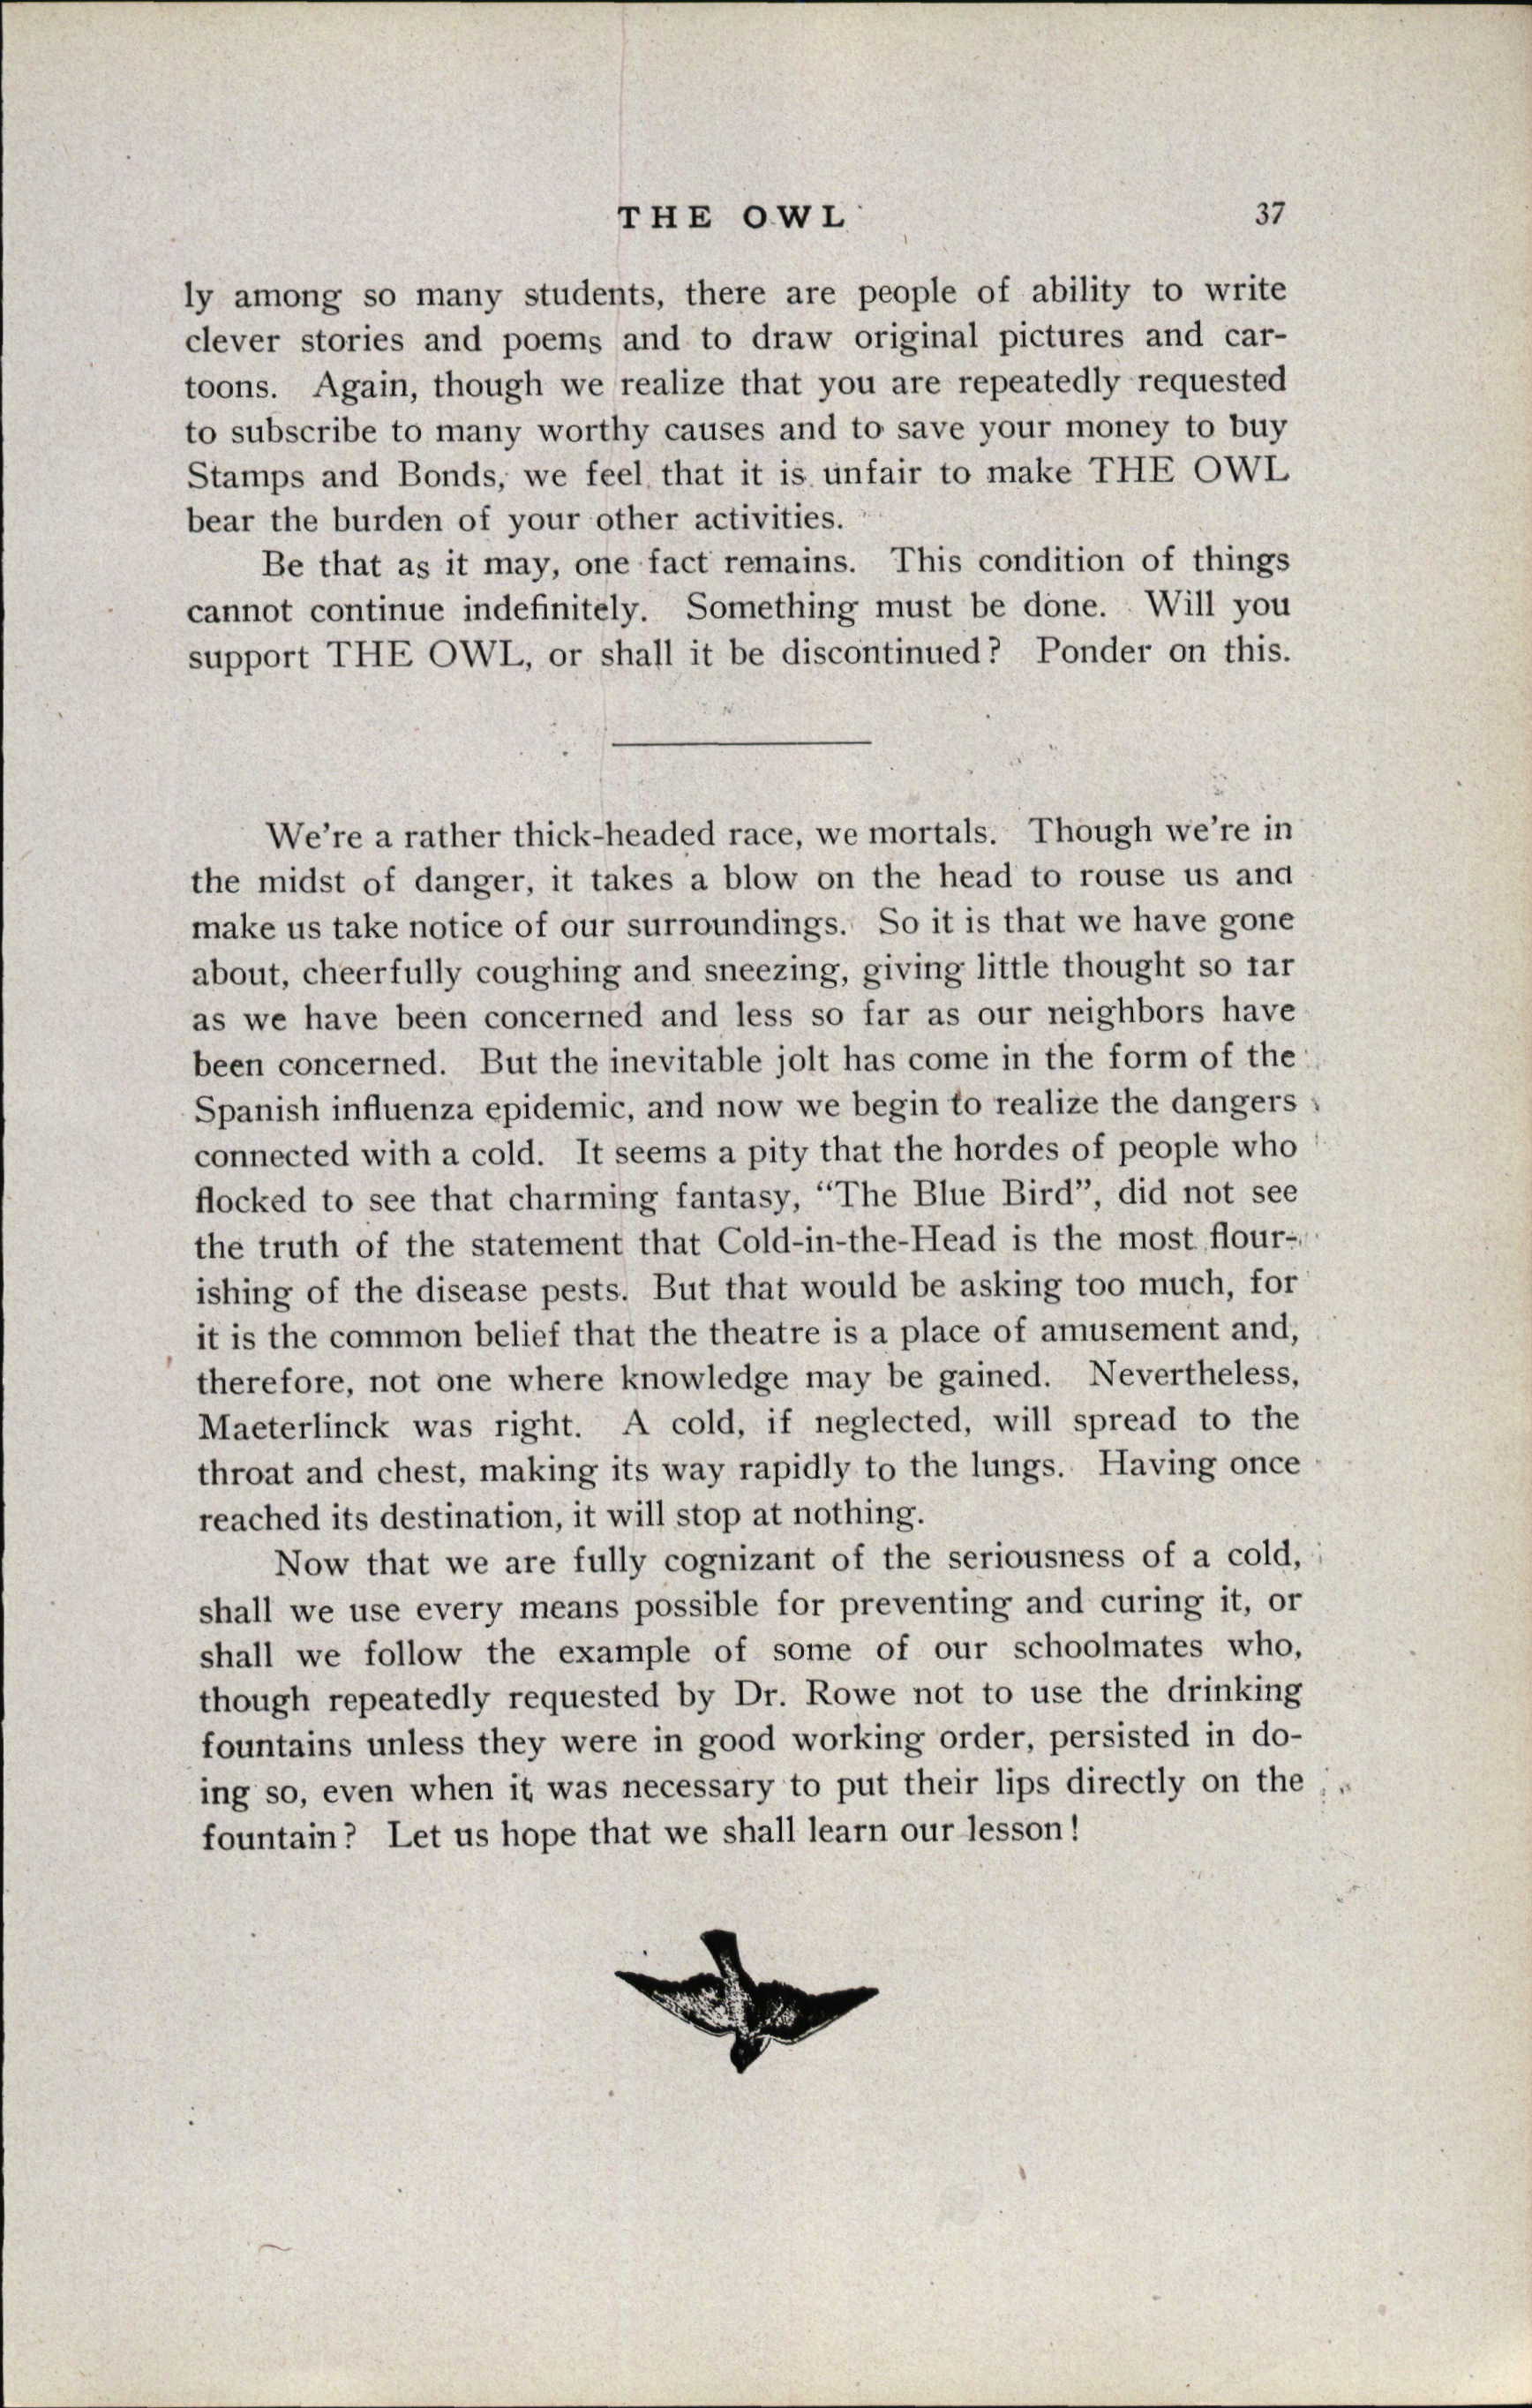 THE OWL 37
ly among so many students, there are people of ability to write
clever stories and poems and to draw original pictures and car-
toons. Again, though we realize that you are repeatedly requested
to subscribe to many worthy causes and to save your money to buy
Stamps and Bonds, we feel that it is unfair to make THE OWL
bear the burden of your other activities.
Be that as it may, one fact remains. This condition of things
cannot continue indefinitely. Something must be done. Will you
support THE OWL, or shall it be discontinued? Ponder on this.
We're a rather thick-headed race, we mortals. Though we're in
the midst of danger, it takes a blow on the head to rouse us and
make us take notice of our surroundings. So it is that we have gone
about, cheerfully coughing and sneezing, giving little thought so far
as we have been concerned and less so far as our neighbors have
been concerned. But the inevitable jolt has come in the form of the
Spanish influenza epidemic, and now we begin to realize the dangers
connected with a cold. It seems a pity that the hordes of people who
flocked to see that charming fantasy, “The Blue Bird”, did not see
the truth of the statement that Cold-in-the-Head is the most flour-
ishing of the disease pests. But that would be asking too much, for
it is the common belief that the theatre is a place of amusement and,
therefore, not one where knowledge may be gained. Nevertheless,
Maeterlinck was right. A cold, if neglected, will spread to the
throat and chest, making its way rapidly to the lungs. Having once
reached its destination, it will stop at nothing.
Now that we are fully cognizant of the seriousness of a cold,
shall we use every means possible for preventing and curing it, or
shall we follow the example of some of our schoolmates who,
though repeatedly requested by Dr. Rowe not to use the drinking
fountains unless they were in good working order, persisted in do-
ing so, even when it was necessary to put their lips directly on the
fountain? Let us hope that we shall learn our lesson!